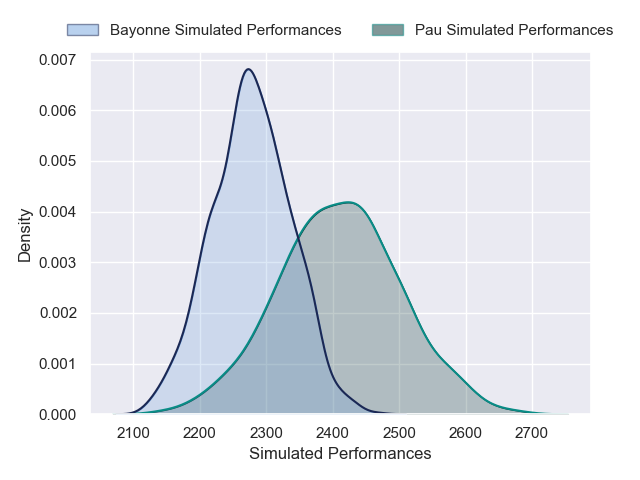 Bayonne Simulated Performances Pau Simulated Performances
0.007
0.006
0.005
0.004
0.003
0.002
0.001
0.000
Density
2100 2200 2300 2400 2500 2600 2700
Simulated Performances